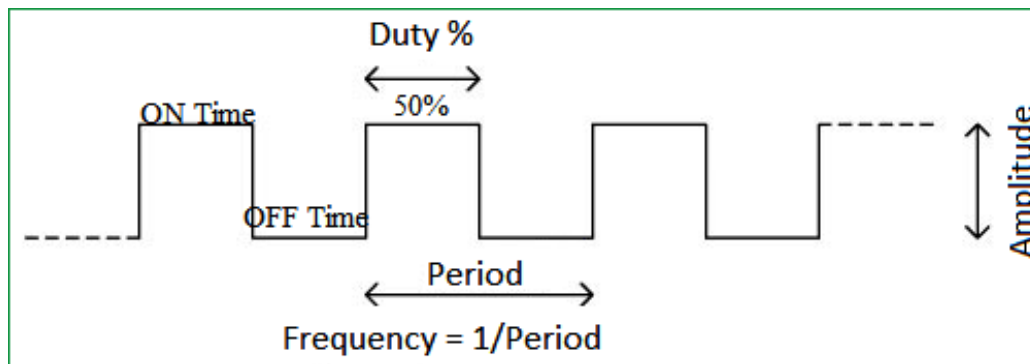 Duty %
50%
ON Time
OFF Time
Amplitude
Period
Frequency = 1/Period